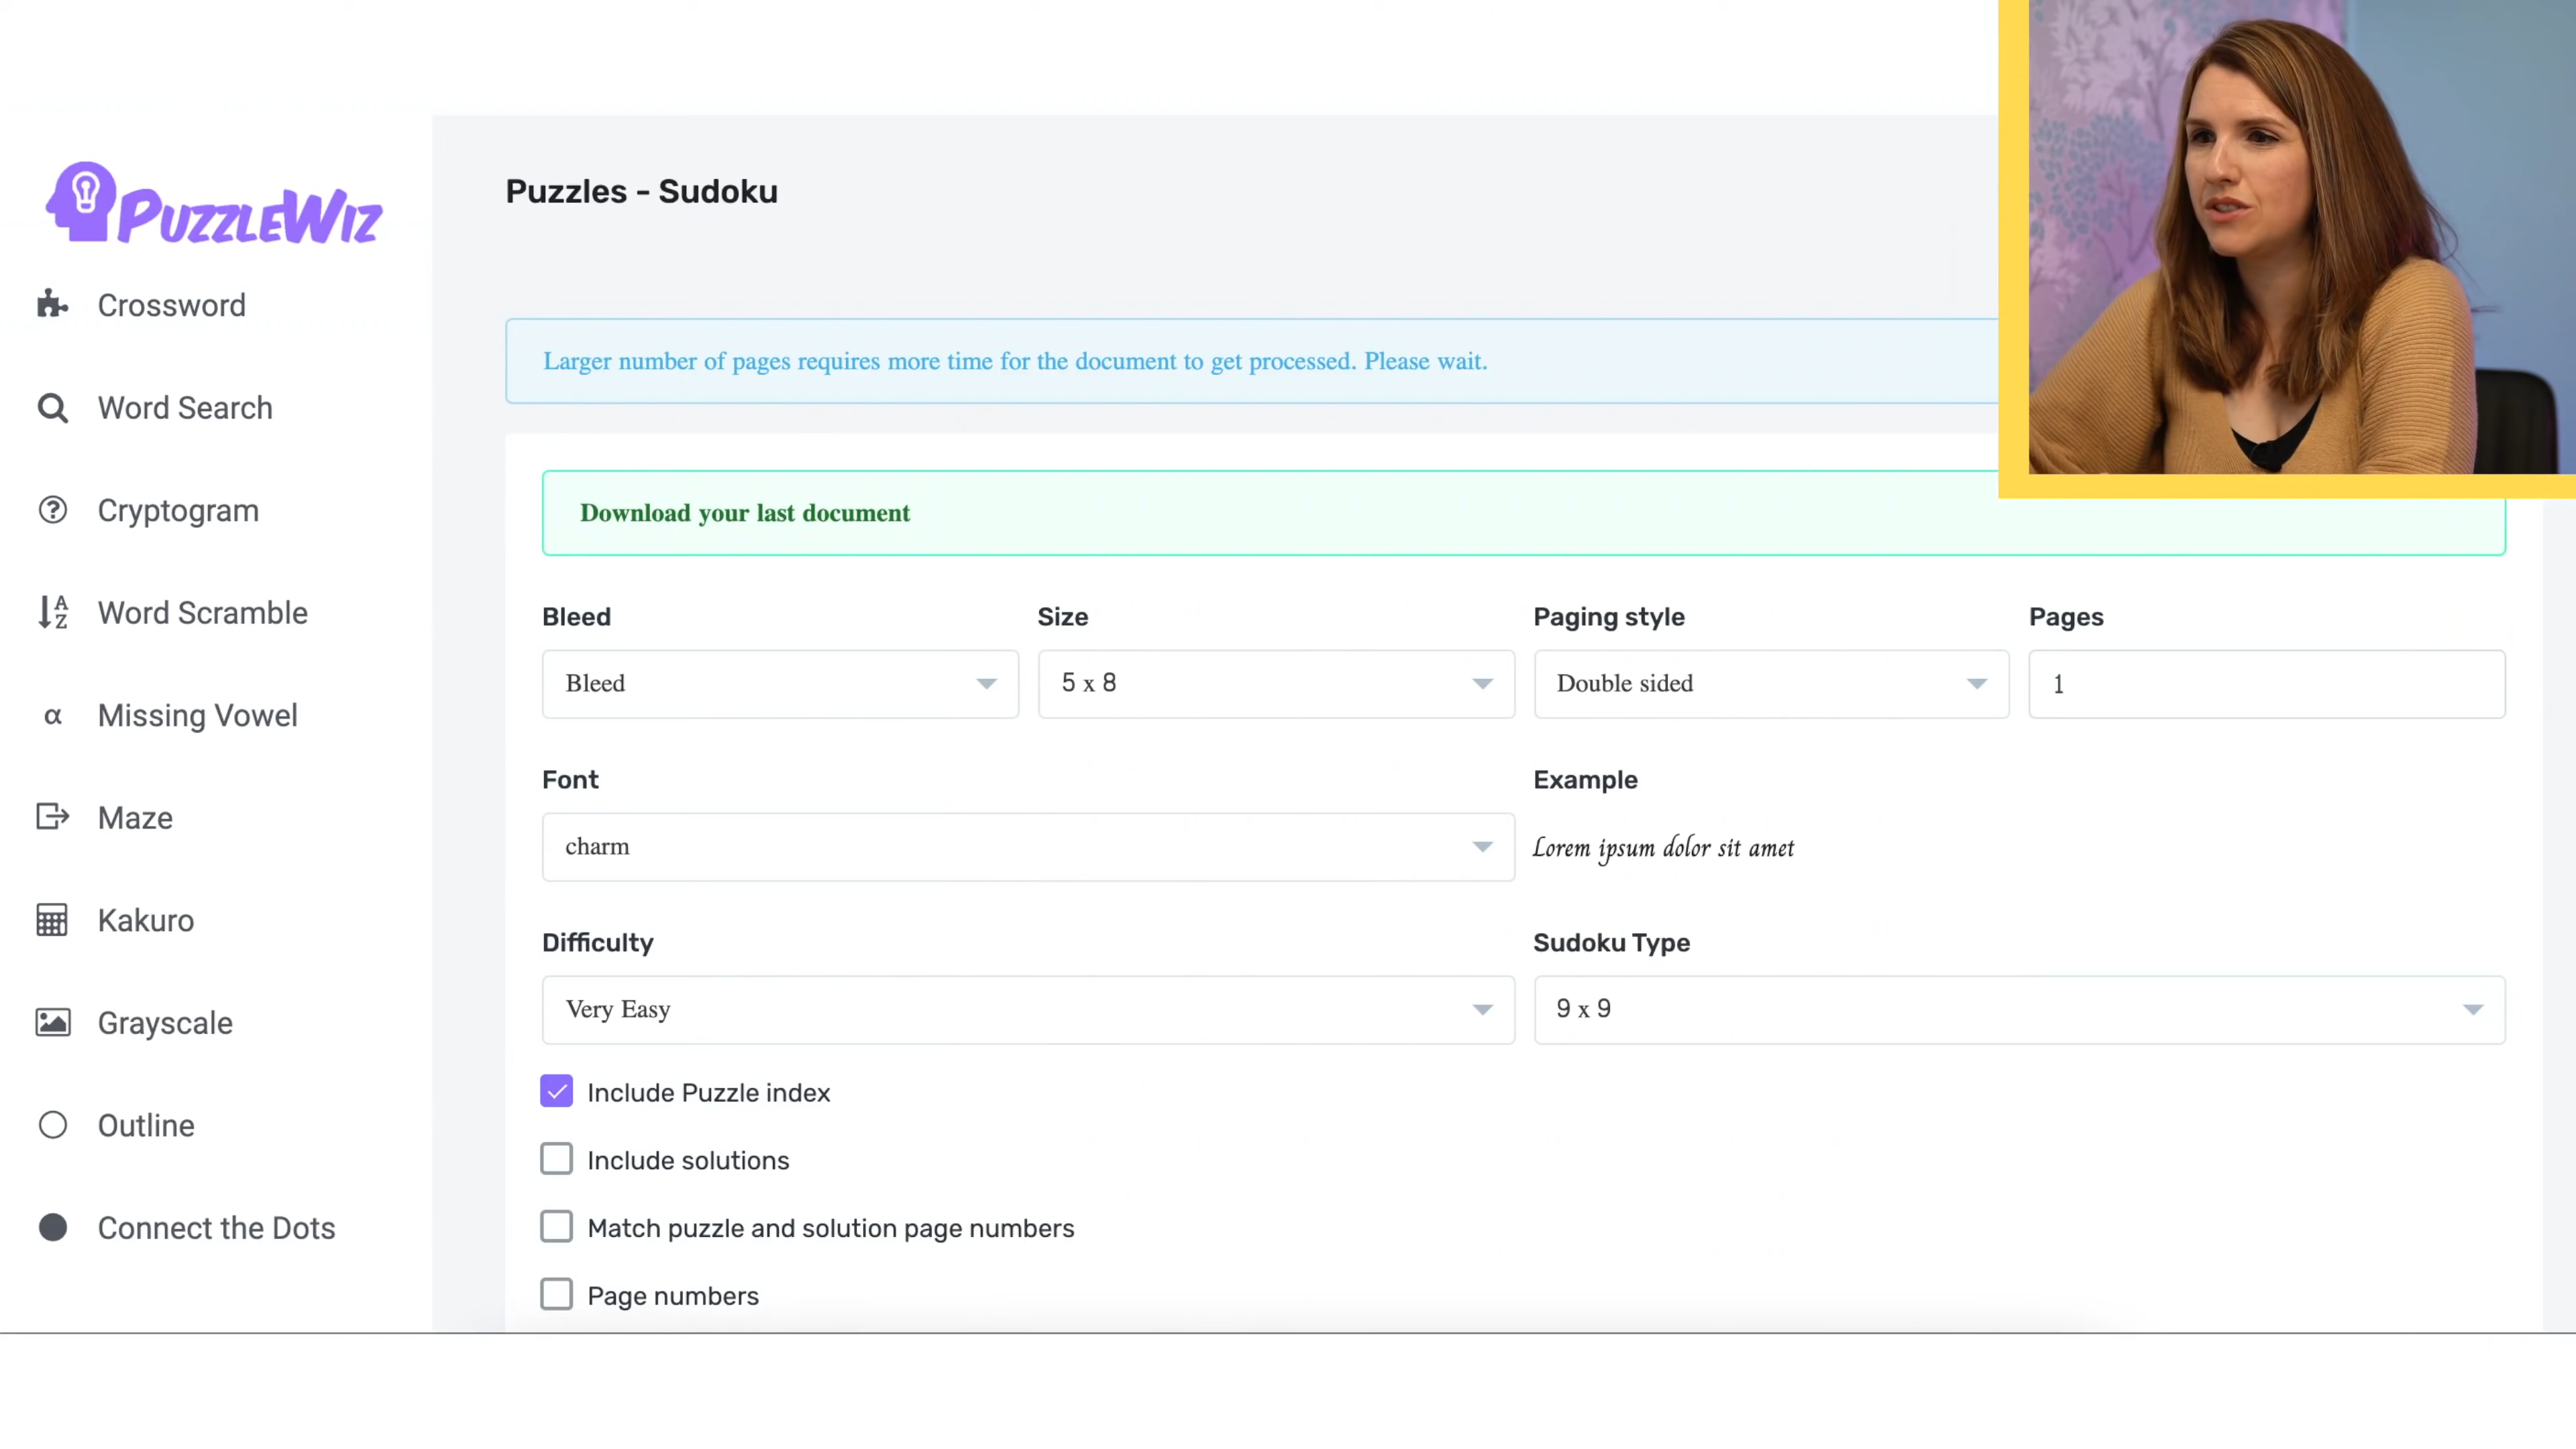 PUZZLEWIZ
Crossword
Word Search
Cryptogram
Word Scramble
α Missing Vowel
Maze
Kakuro
Grayscale
Outline
Connect the Dots
Puzzles - Sudoku
Larger number of pages requires more time for the document to get processed. Please wait.
Download your last document
Bleed Size Paging style Pages
Bleed 5 x 8 Double sided 1
Font Example
charm Lorem ipsum dolor sit amet
Difficulty Sudoku Type
Very Easy 9 x 9
Include Puzzle index
Include solutions
Match puzzle and solution page numbers
Page numbers